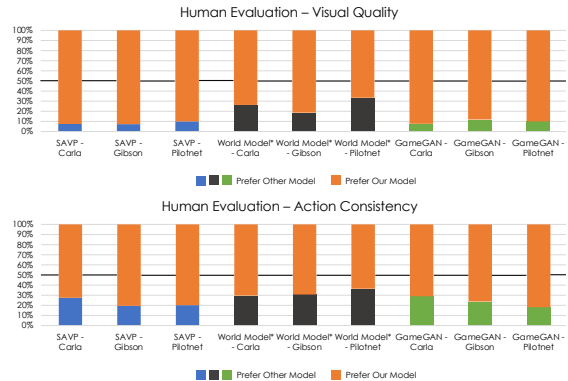 Human Evaluation – Visual Quality
100%
90%
80%
70%
60%
50%
40%
30%
20%
10%
0%
SAVP - Carla
SAVP - Gibson
SAVP - Pilotnet
World Model* - Carla
World Model* - Gibson
World Model* - Pilotnet
GameGAN - Carla
GameGAN - Gibson
GameGAN - Pilotnet
Prefer Other Model
Prefer Our Model
Human Evaluation – Action Consistency
100%
90%
80%
70%
60%
50%
40%
30%
20%
10%
0%
SAVP - Carla
SAVP - Gibson
SAVP - Pilotnet
World Model* - Carla
World Model* - Gibson
World Model* - Pilotnet
GameGAN - Carla
GameGAN - Gibson
GameGAN - Pilotnet
Prefer Other Model
Prefer Our Model